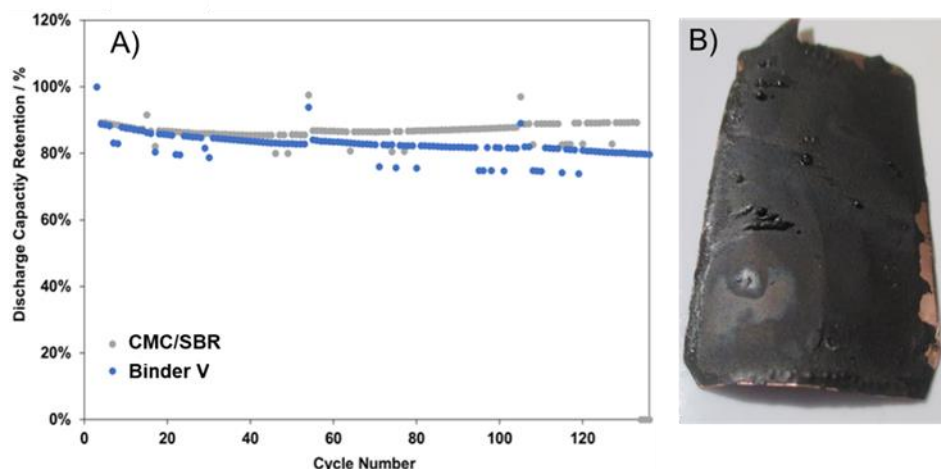 A)
B)
120%
100%
80%
60%
40%
20%
0%
Discharge Capactiy Retention / %
CMC/SBR
Binder V
0
20
40
60
80
100
120
Cycle Number